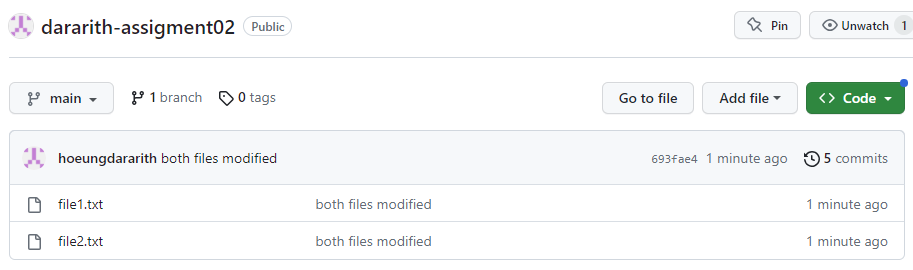 dararith-assigment02 Public Pin Unwatch 1
main 1 branch 0 tags Go to file Add file Code
hoeungdararith both files modified 693fae4 1 minute ago 5 commits
file1.txt both files modified 1 minute ago
file2.txt both files modified 1 minute ago